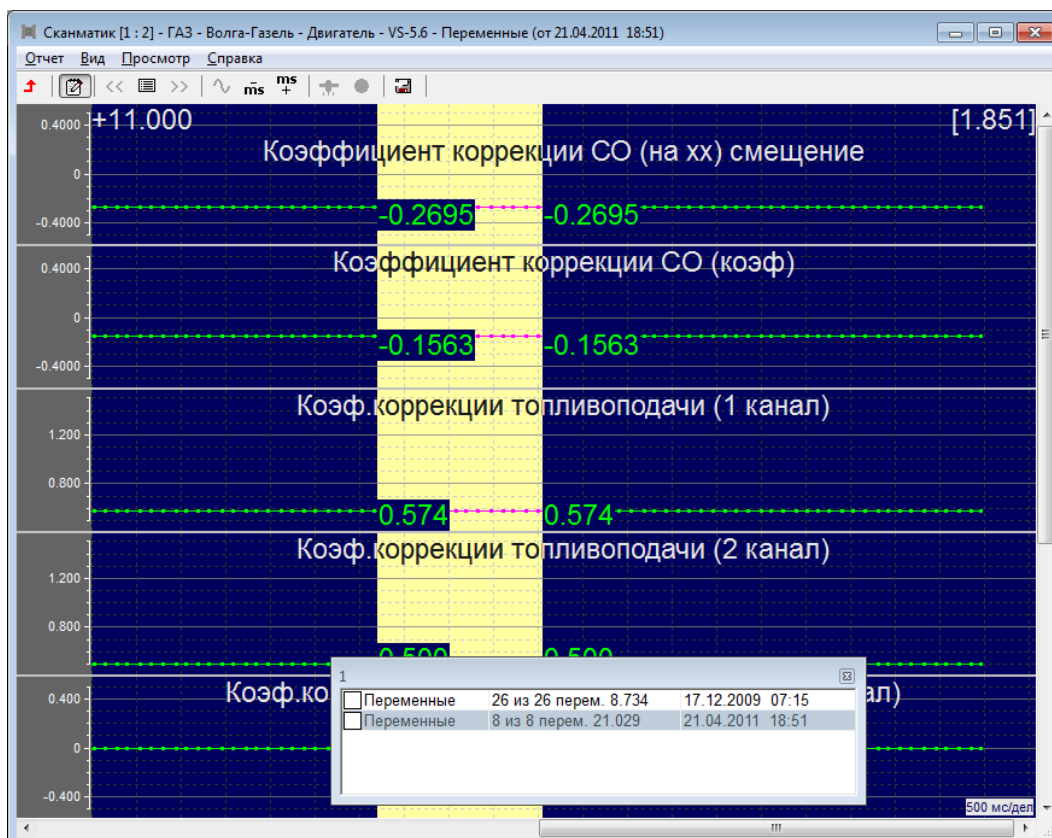 Сканматик [1 : 2] - ГАЗ - Волга-Газель - Двигатель - VS-5.6 - Переменные (от 21.04.2011 18:51)
Отчет Вид Просмотр Справка
<< >> ms ms
+11.000 [1.851]
Коэффициент коррекции СО (на хх) смещение
0.4000
0
-0.4000
-0.2695 -0.2695
Коэффициент коррекции СО (коэф)
0.4000
0
-0.4000
-0.1563 -0.1563
Коэф.коррекции топливоподачи (1 канал)
1.200
0.800
0.574 0.574
Коэф.коррекции топливоподачи (2 канал)
1.200
0.800
1
Переменные 26 из 26 перем. 8.734 17.12.2009 07:15
Переменные 8 из 8 перем. 21.029 21.04.2011 18:51
0.400
0
-0.400
500 мс/дел